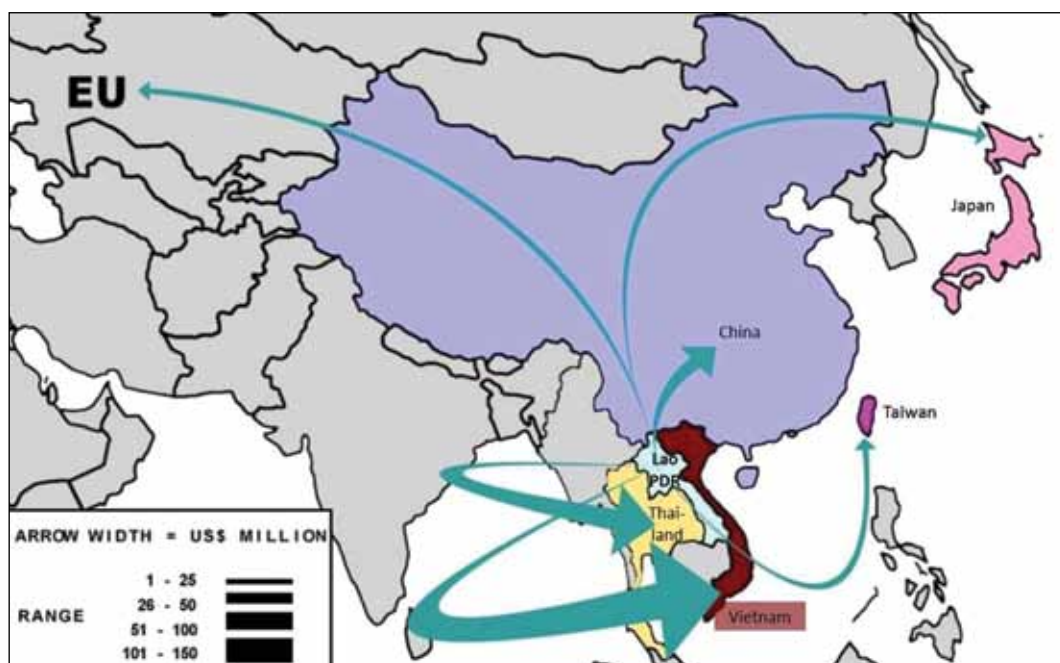 EU
Japan
China
Taiwan
Lao
PDR
Thai-
land
Vietnam
ARROW WIDTH = US$ MILLION
RANGE
1 - 25
26 - 50
51 - 100
101 - 150